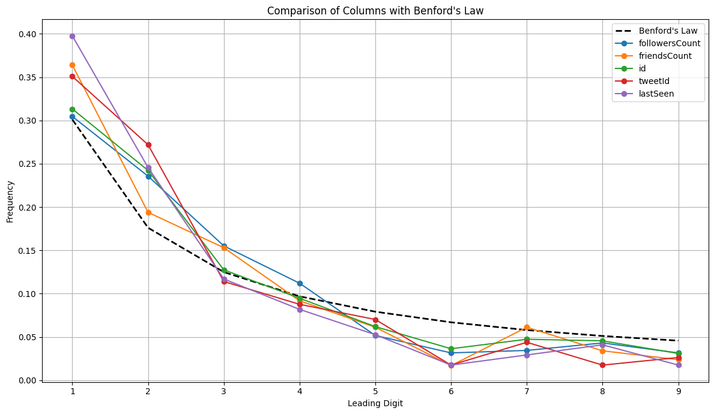 Comparison of Columns with Benford's Law
0.40
0.35
0.30
0.25
0.20
0.15
0.10
0.05
0.00
Frequency
1 2 3 4 5 6 7 8 9
Leading Digit
Benford's Law
followersCount
friendsCount
id
tweetId
lastSeen